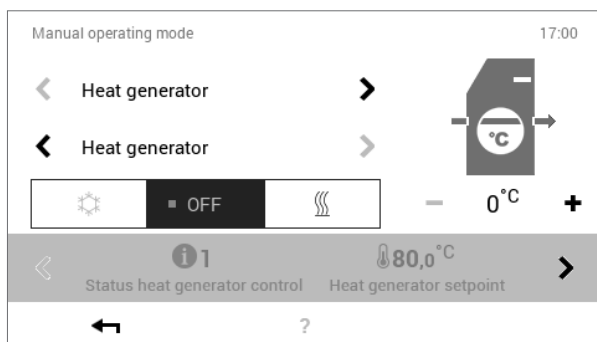 Manual operating mode 17:00
Heat generator
°C
Heat generator
OFF 0°C +
1 80,0°C
Status heat generator control Heat generator setpoint
?